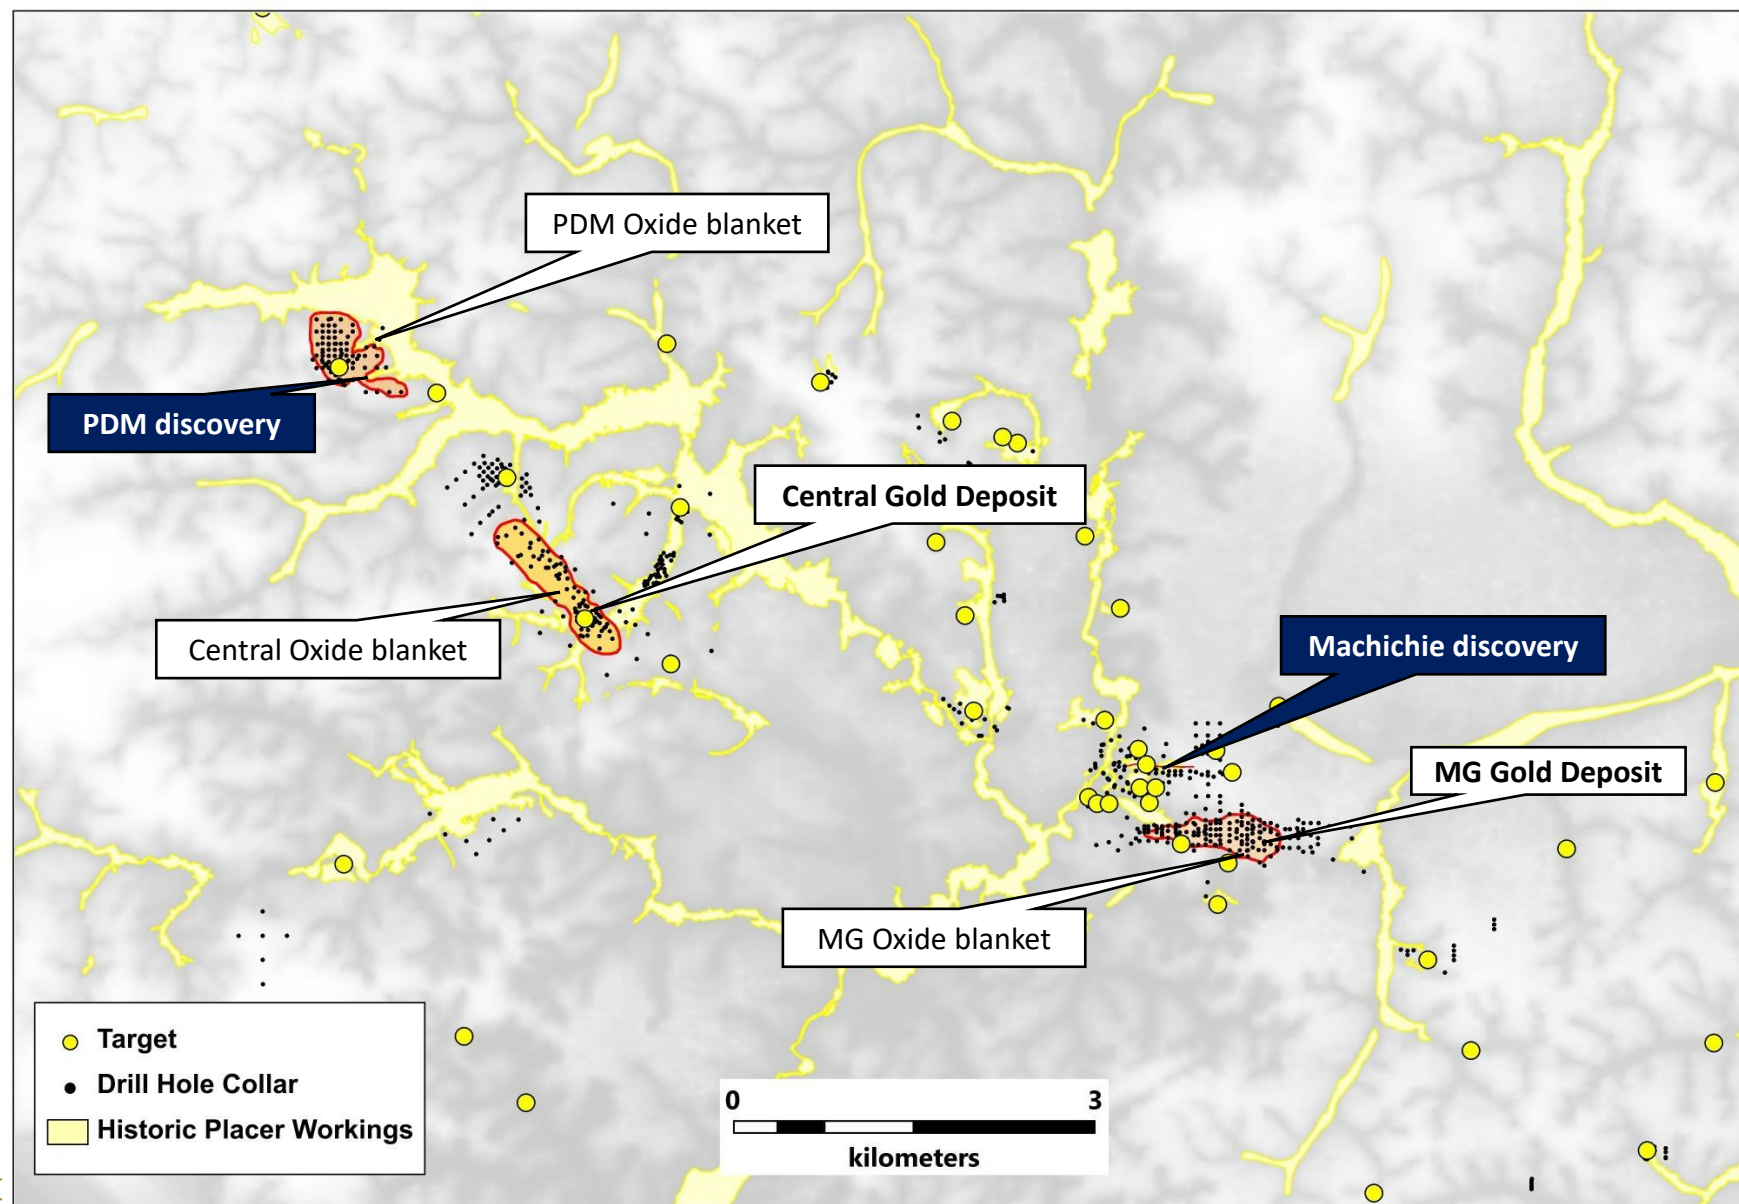 PDM Oxide blanket
PDM discovery
Central Gold Deposit
Central Oxide blanket
Machichie discovery
MG Gold Deposit
MG Oxide blanket
Target
Drill Hole Collar
Historic Placer Workings
0 3
kilometers